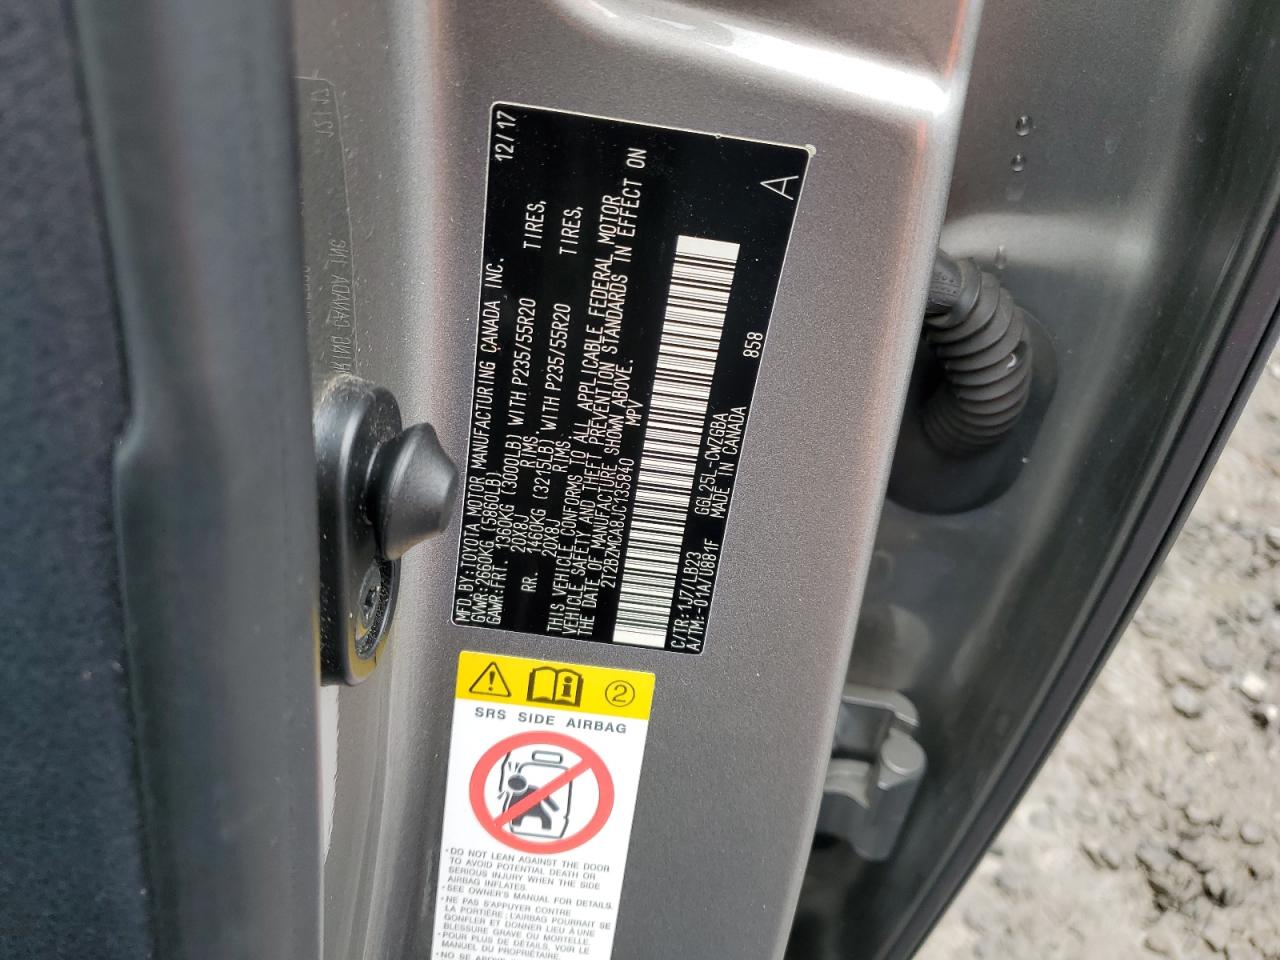 12/17
MFD.BY:TOYOTA MOTOR MANUFACTURING CANADA INC.
GVWR:2660KG (5860LB)
GAWR:FRT. 1360KG (3000LB) WITH P235/55R20 TIRES,
20X8J RIMS.
RR. 1460KG (3215LB) WITH P235/55R20 TIRES,
20X8J RIMS.
THIS VEHICLE CONFORMS TO ALL APPLICABLE FEDERAL MOTOR
VEHICLE SAFETY AND THEFT PREVENTION STANDARDS IN EFFECT ON
THE DATE OF MANUFACTURE SHOWN ABOVE.
2T2BZMCA8JC135840 MPV
858
A
C/TR:1J7/LB23 GGL25L-CWZGBA
A/TM:-01A/U881F MADE IN CANADA
2
SRS SIDE AIRBAG
• DO NOT LEAN AGAINST THE DOOR
TO AVOID POTENTIAL DEATH OR
SERIOUS INJURY WHEN THE SIDE
AIRBAG INFLATES.
• SEE OWNER'S MANUAL FOR DETAILS.
• NE PAS S'APPUYER CONTRE
LA PORTIÈRE ; L'AIRBAG POURRAIT SE
GONFLER ET DONNER LIEU À UNE
BLESSURE GRAVE OU MORTELLE.
• POUR PLUS DE DÉTAILS, VOIR LE
MANUEL DU PROPRIÉTAIRE.